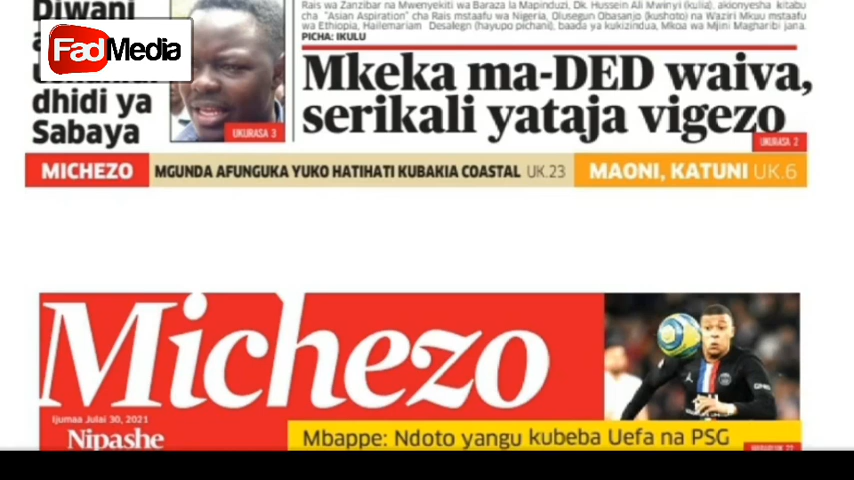 Diwani
FadMedia
dhidi ya
Sabaya
UKURASA 3
Rais wa Zanzibar na Mwenyekiti wa Baraza la Mapinduzi, Dk. Hussein Ali Mwinyi (kulia), akionyesha kitabu
cha "Asian Aspiration" cha Rais mstaafu wa Nigeria, Olusegun Obasanjo (kushoto) na Waziri Mkuu mstaafu
wa Ethiopia, Hailemariam Desalegn (hayupo pichani), baada ya kukizindua, Mkoa wa Mjini Magharibi jana.
PICHA: IKULU
Mkeka ma-DED waiva,
serikali yataja vigezo
UKURASA 2
MICHEZO MGUNDA AFUNGUKA YUKO HATIHATI KUBAKIA COASTAL UK.23 MAONI, KATUNI UK.6
Michezo
Ijumaa Julai 30, 2021
Nipashe
Mbappe: Ndoto yangu kubeba Uefa na PSG